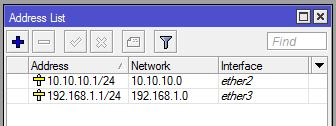 Address List
Find
Address Network Interface
10.10.10.1/24 10.10.10.0 ether2
192.168.1.1/24 192.168.1.0 ether3